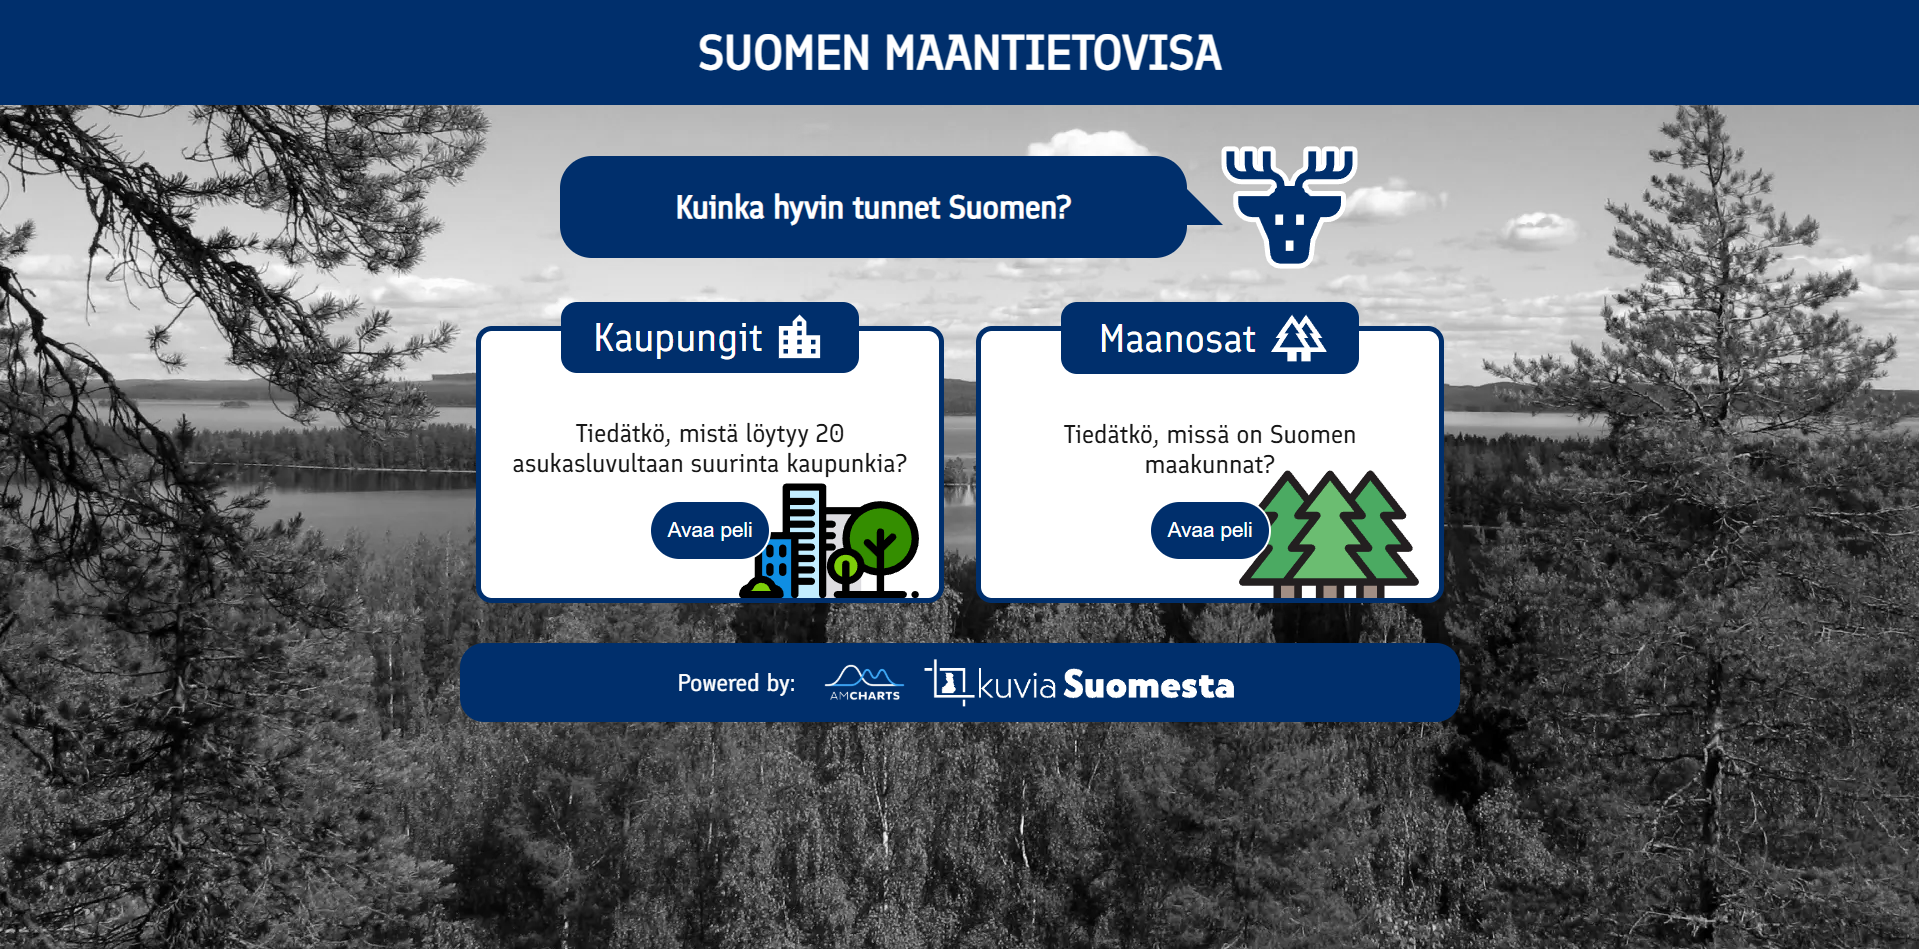 SUOMEN MAANTIETOVISA
Kuinka hyvin tunnet Suomen?
Kaupungit
Tiedätkö, mistä löytyy 20
asukasluvultaan suurinta kaupunkia?
Avaa peli
Maanosat
Tiedätkö, missä on Suomen
maakunnat?
Avaa peli
Powered by:
AMCHARTS
kuvia Suomesta